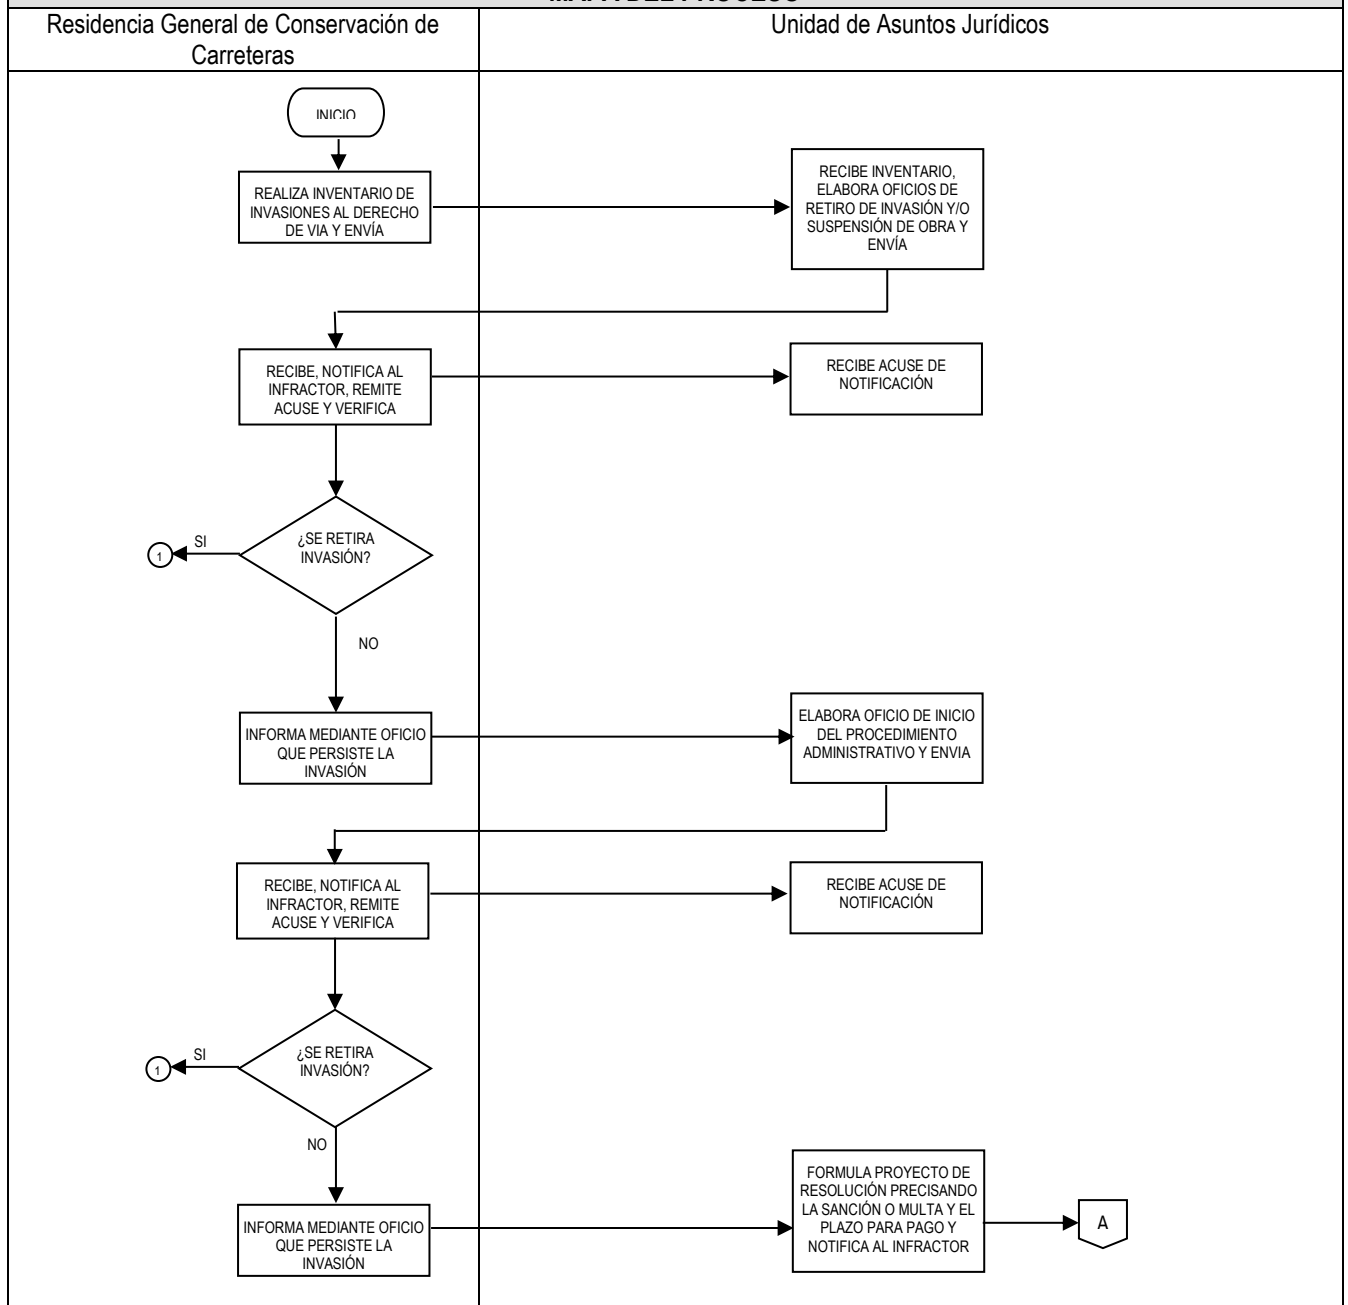 MAPA DEL PROCESO
Residencia General de Conservación de
Carreteras
Unidad de Asuntos Jurídicos
INICIO
REALIZA INVENTARIO DE
INVASIONES AL DERECHO
DE VIA Y ENVÍA
RECIBE INVENTARIO,
ELABORA OFICIOS DE
RETIRO DE INVASIÓN Y/O
SUSPENSIÓN DE OBRA Y
ENVÍA
RECIBE, NOTIFICA AL
INFRACTOR, REMITE
ACUSE Y VERIFICA
RECIBE ACUSE DE
NOTIFICACIÓN
¿SE RETIRA
INVASIÓN?
SI
1
NO
INFORMA MEDIANTE OFICIO
QUE PERSISTE LA
INVASIÓN
ELABORA OFICIO DE INICIO
DEL PROCEDIMIENTO
ADMINISTRATIVO Y ENVIA
RECIBE, NOTIFICA AL
INFRACTOR, REMITE
ACUSE Y VERIFICA
RECIBE ACUSE DE
NOTIFICACIÓN
¿SE RETIRA
INVASIÓN?
SI
1
NO
INFORMA MEDIANTE OFICIO
QUE PERSISTE LA
INVASIÓN
FORMULA PROYECTO DE
RESOLUCIÓN PRECISANDO
LA SANCIÓN O MULTA Y EL
PLAZO PARA PAGO Y
NOTIFICA AL INFRACTOR
A